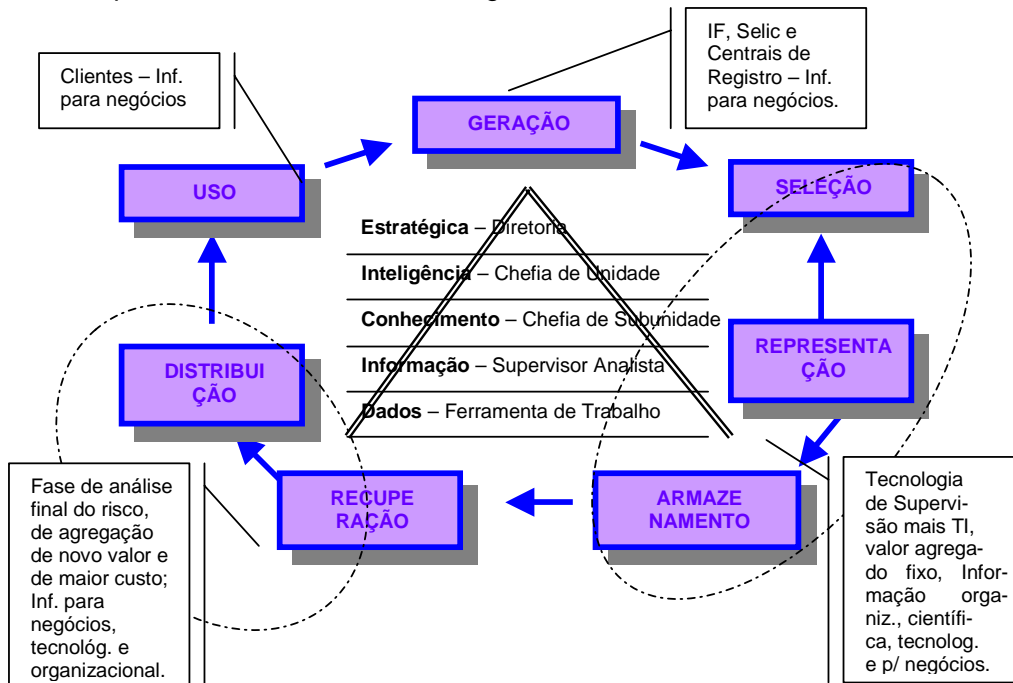 IF, Selic e
Centrais de
Registro – Inf.
para negócios.
Clientes – Inf.
para negócios
GERAÇÃO
USO
SELEÇÃO
Estratégica – Diretoria
Inteligência – Chefia de Unidade
Conhecimento – Chefia de Subunidade
Informação – Supervisor Analista
Dados – Ferramenta de Trabalho
REPRESENTA
ÇÃO
DISTRIBUI
ÇÃO
RECUPE
RAÇÃO
ARMAZE
NAMENTO
Fase de análise
final do risco,
de agregação
de novo valor e
de maior custo;
Inf. para
negócios,
tecnológ. e
organizacional.
Tecnologia
de Supervi-
são mais TI,
valor agrega-
do fixo, Infor-
mação orga-
niz., científi-
ca, tecnolog.
e p/ negócios.